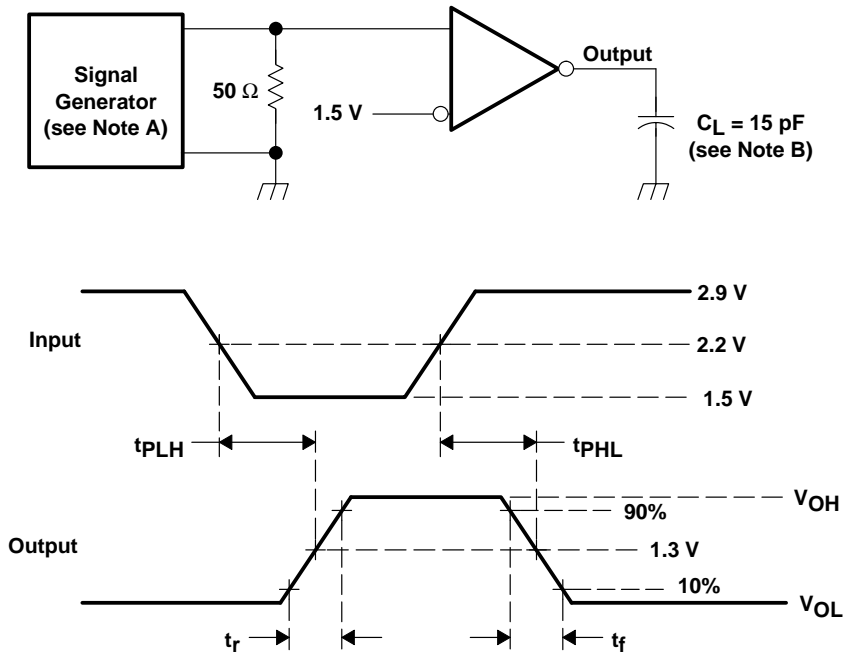 Signal
Generator
(see Note A)
50 Ω
1.5 V
Output
CL = 15 pF
(see Note B)
Input
2.9 V
2.2 V
1.5 V
tPLH
tPHL
Output
VOH
90%
1.3 V
10%
VOL
tr
tf